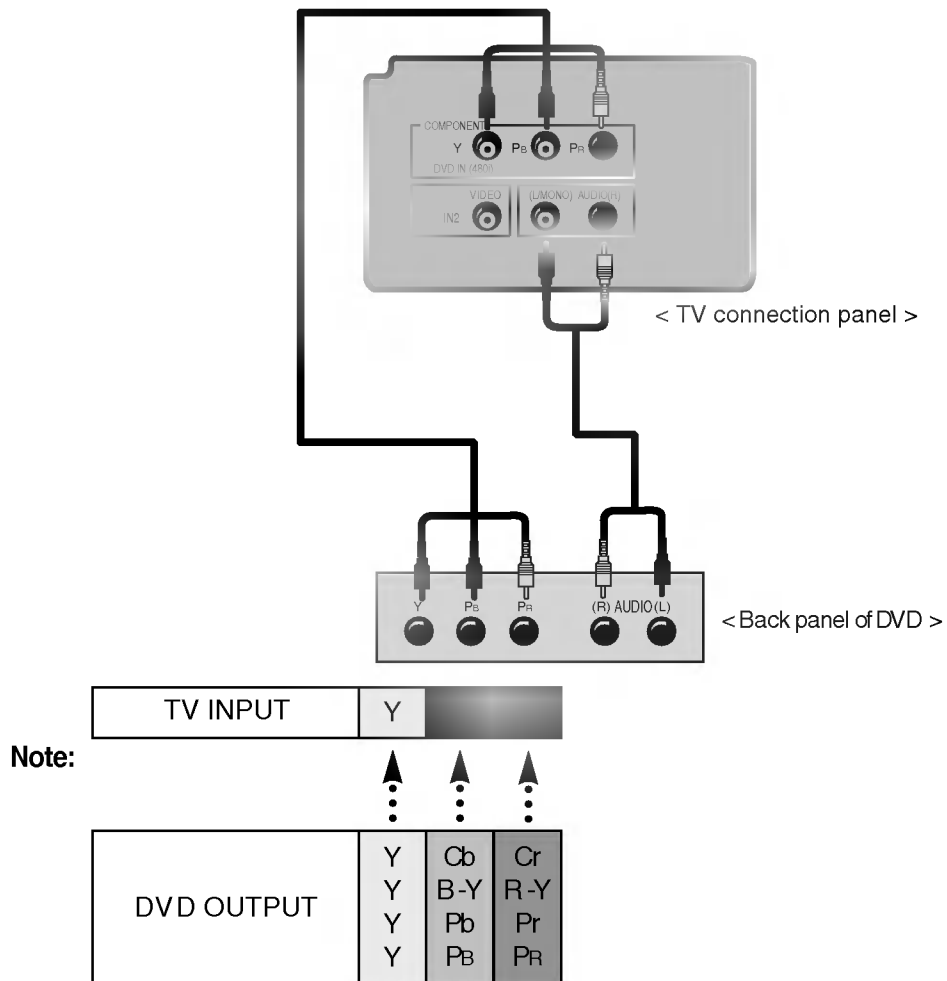 COMPONENT
Y PB PR
DVD IN (480i)
VIDEO (L/MONO) AUDIO(R)
IN2
< TV connection panel >
Y PB PR (R) AUDIO (L)
< Back panel of DVD >
TV INPUT Y
Note:
DVD OUTPUT
Y Cb Cr
Y B-Y R-Y
Y Pb Pr
Y PB PR